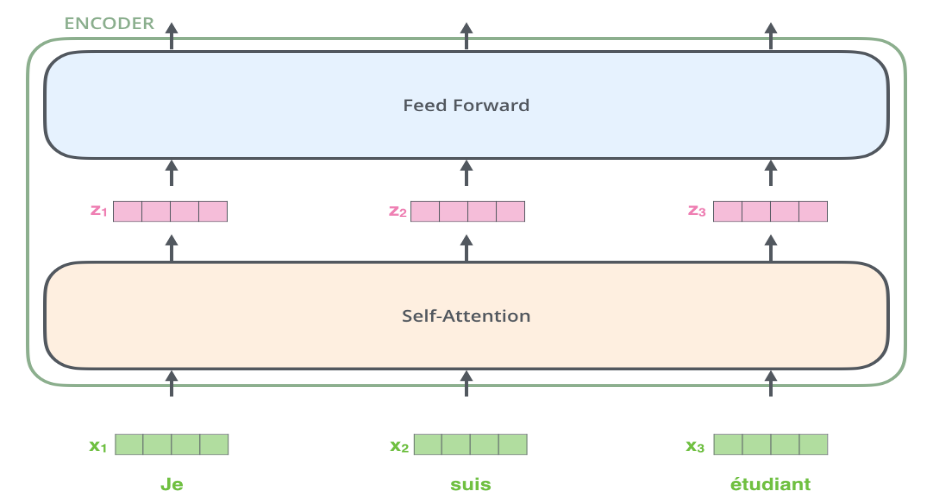 ENCODER
Feed Forward
z₁ z₂ z₃
Self-Attention
x₁ x₂ x₃
Je suis étudiant